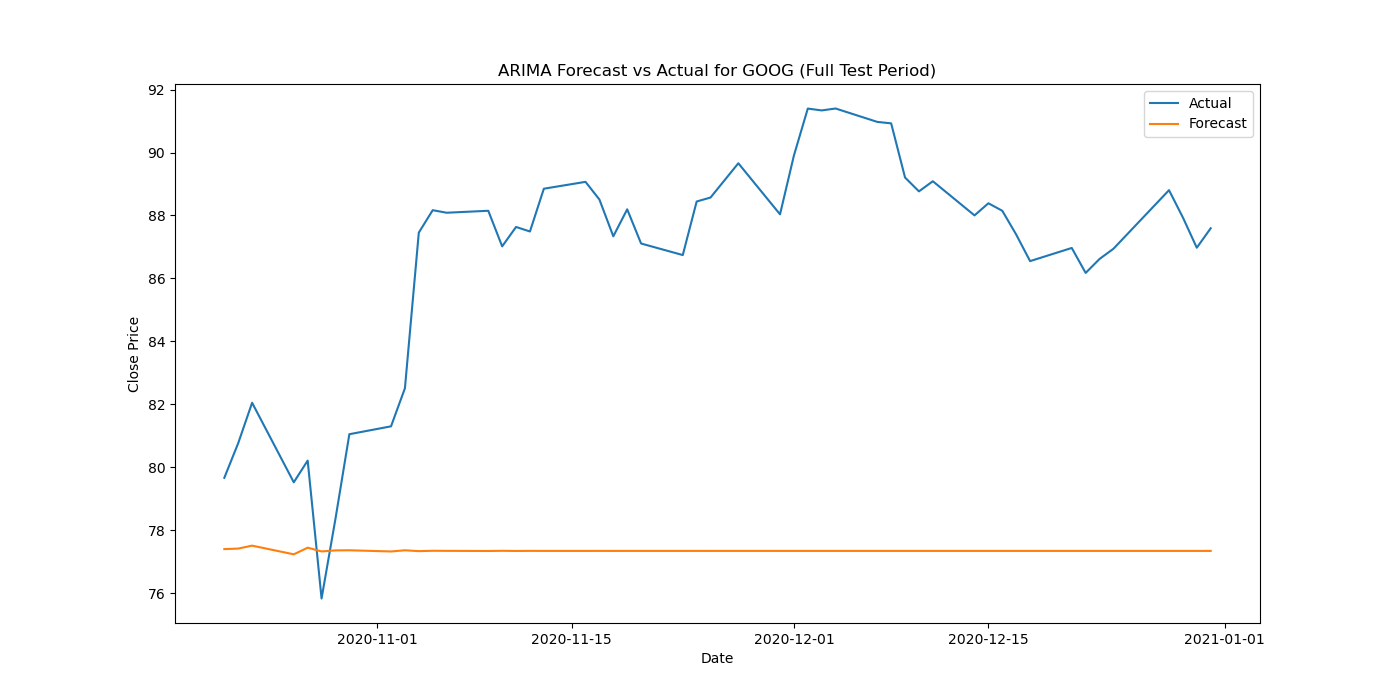 ARIMA Forecast vs Actual for GOOG (Full Test Period)
Actual
Forecast
Close Price
92
90
88
86
84
82
80
78
76
2020-11-01
2020-11-15
2020-12-01
2020-12-15
2021-01-01
Date